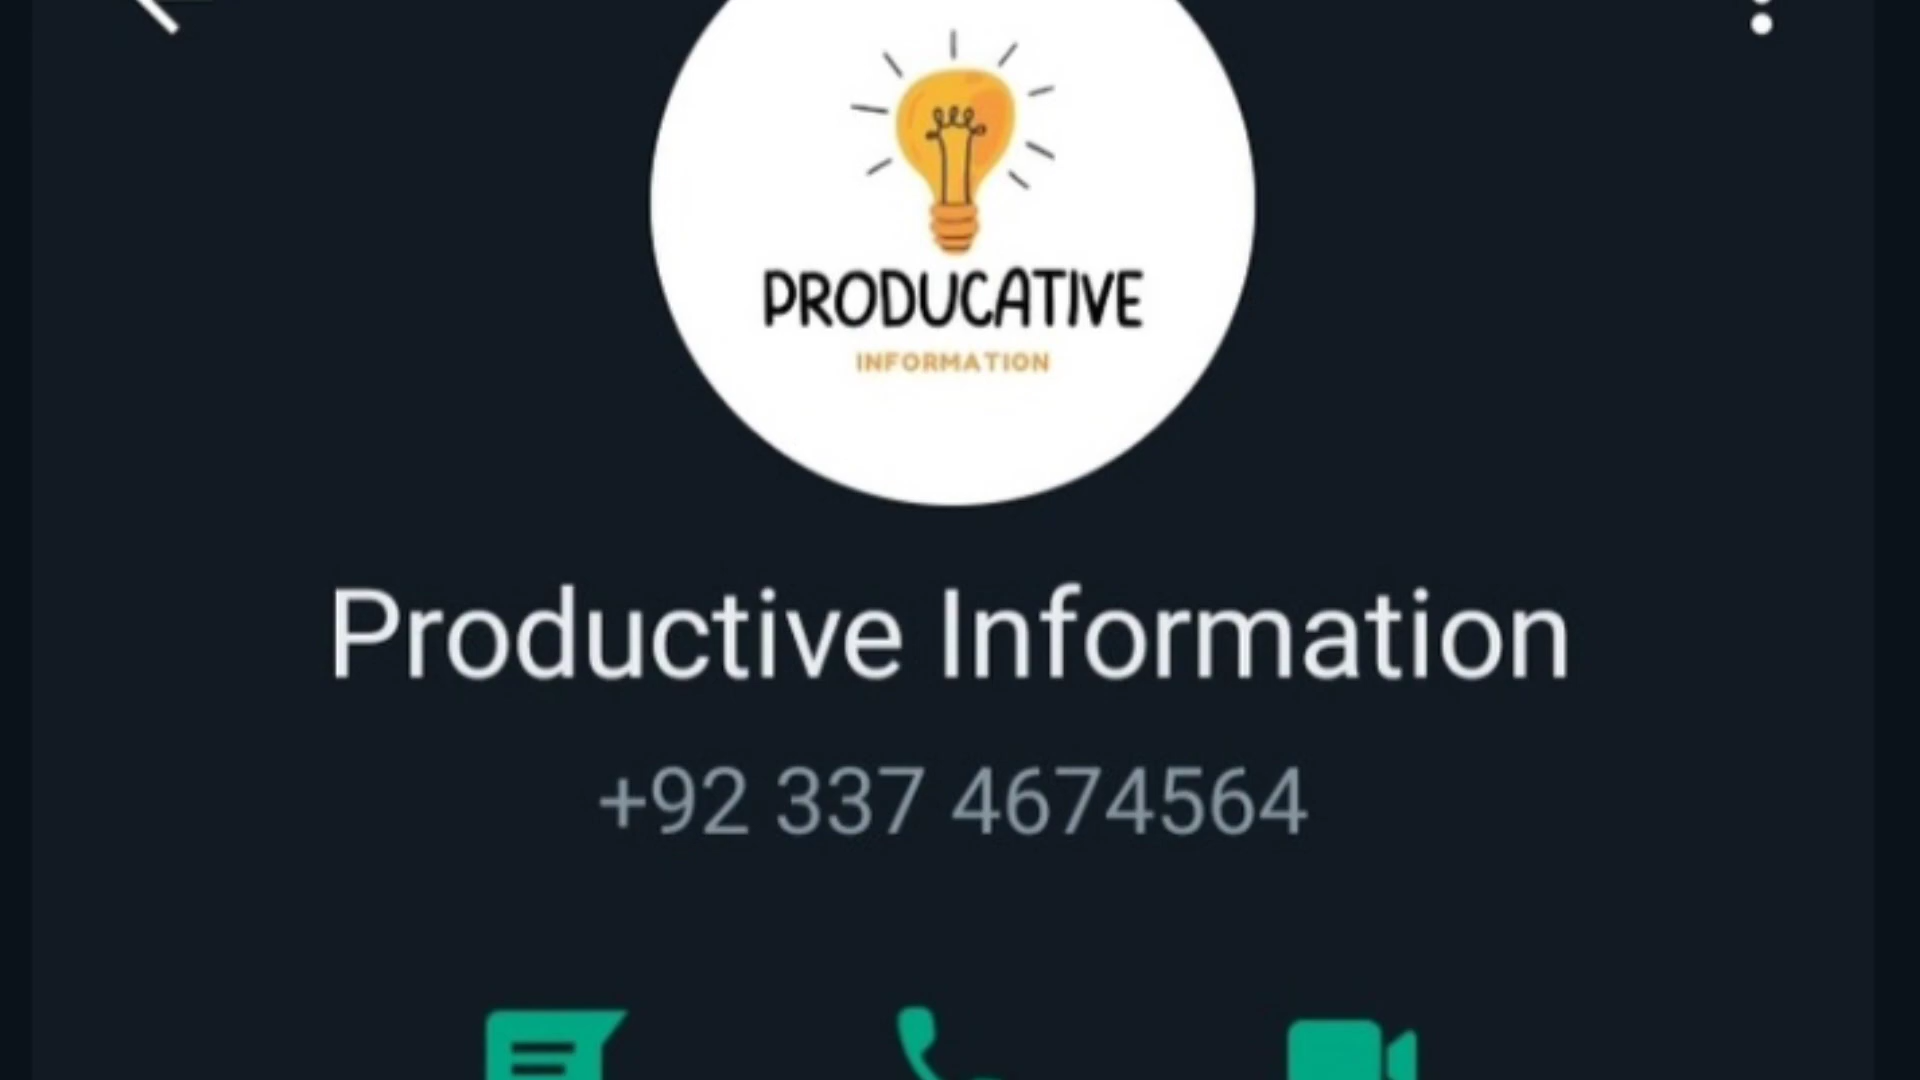 PRODUCATIVE
INFORMATION
Productive Information
+92 337 4674564